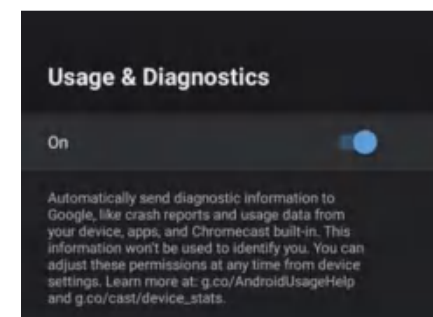 Usage & Diagnostics
On
Automatically send diagnostic information to
Google, like crash reports and usage data from
your device, apps, and Chromecast built-in. This
information won't be used to identify you. You can
adjust these permissions at any time from device
settings. Learn more at: g.co/AndroidUsageHelp
and g.co/cast/device_stats.